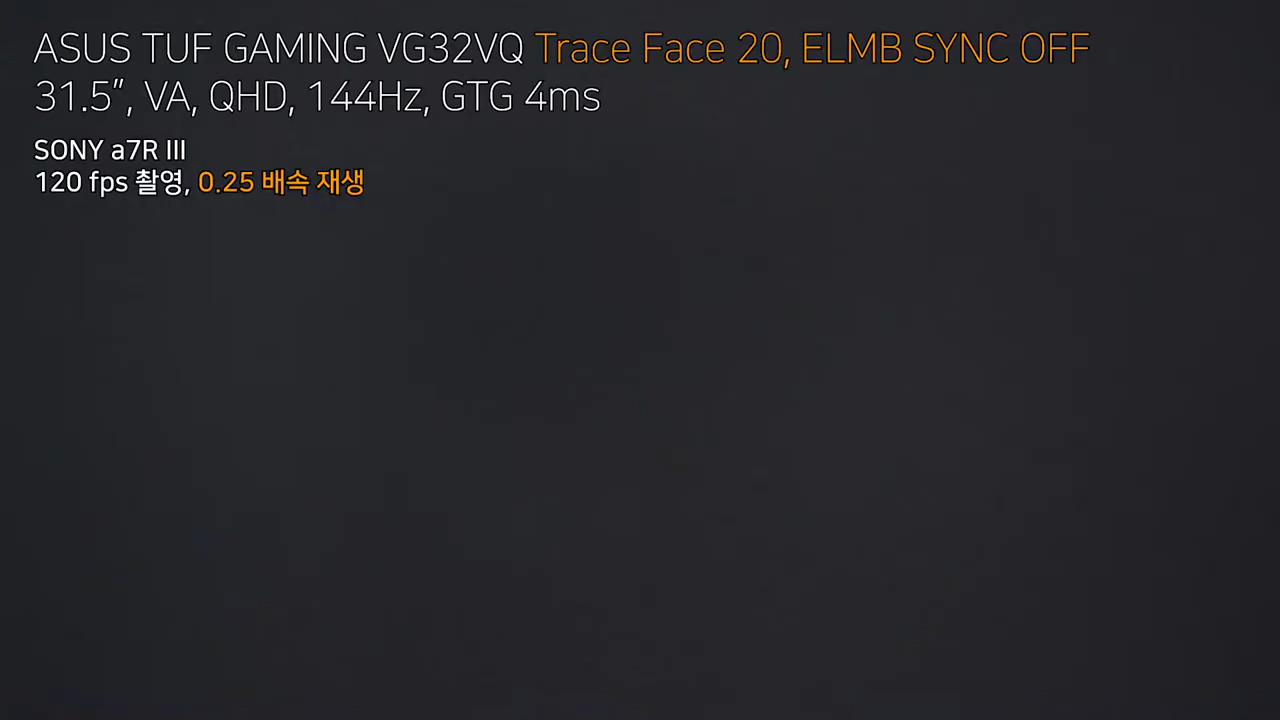 ASUS TUF GAMING VG32VQ Trace Face 20, ELMB SYNC OFF
31.5”, VA, QHD, 144Hz, GTG 4ms
SONY a7R III
120 fps 촬영, 0.25 배속 재생